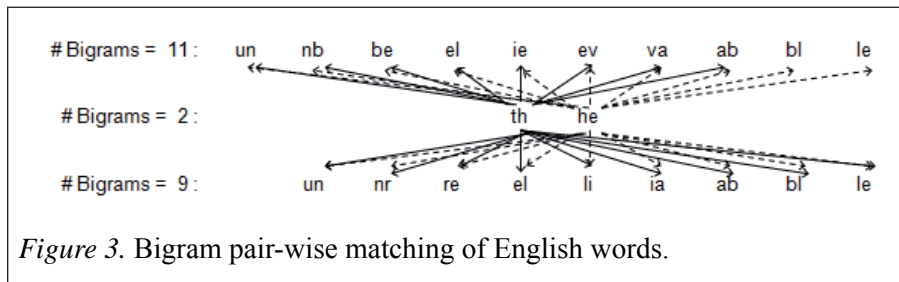 # Bigrams = 11 : un nb be el ie ev va ab bl le
# Bigrams = 2 : th he
# Bigrams = 9 : un nr re el li ia ab bl le
Figure 3. Bigram pair-wise matching of English words.